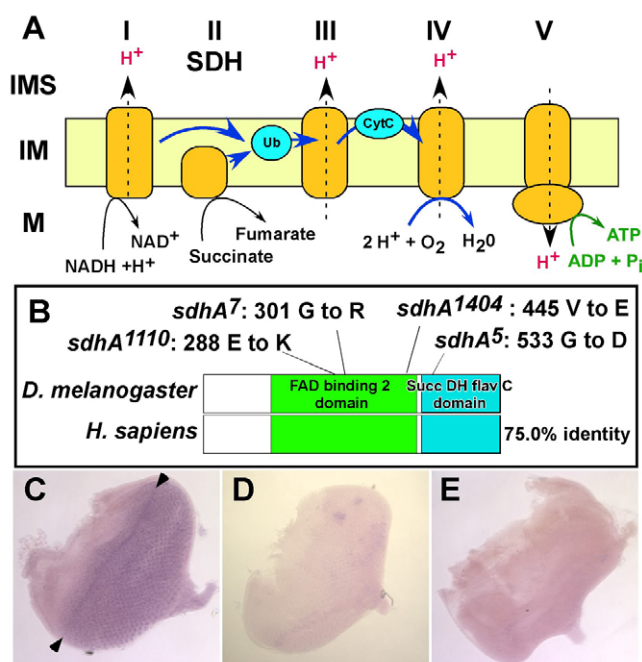 A
I II III IV V
SDH
H+ H+ H+
IMS
IM
Ub
CytC
M
NADH +H+
NAD+
Succinate
Fumarate
2 H+ + O2
H20
H+
ATP
ADP + Pi
B
sdhA7: 301 G to R
sdhA1404: 445 V to E
sdhA1110: 288 E to K
sdhA5: 533 G to D
D. melanogaster
FAD binding 2
domain
Succ DH flav C
domain
H. sapiens
75.0% identity
C
D
E